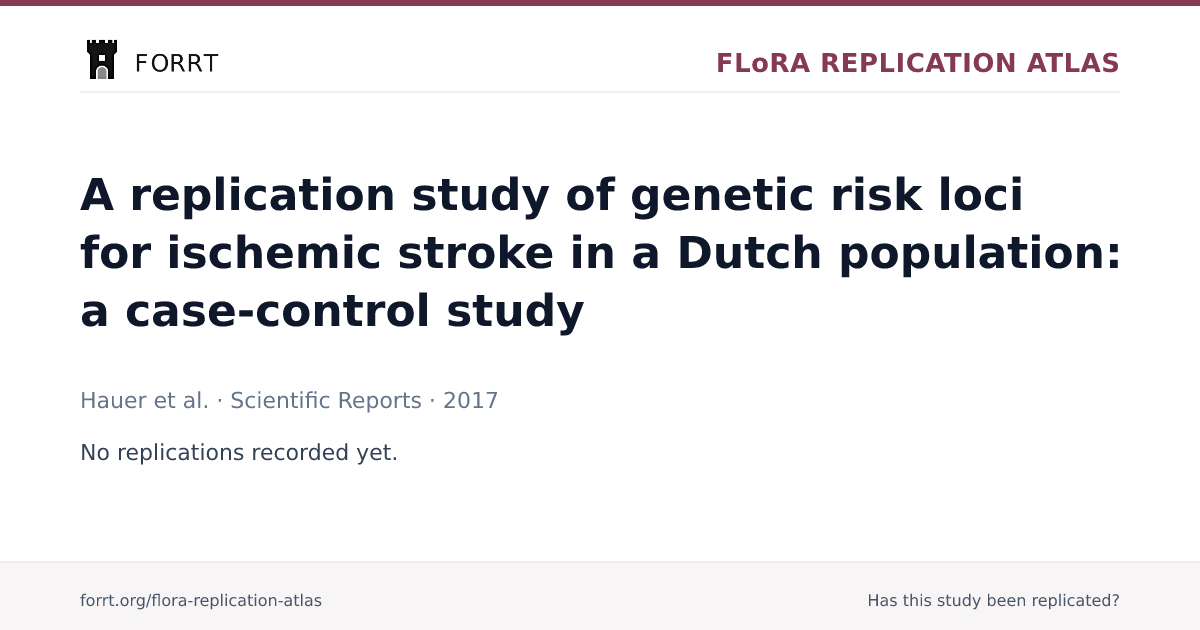 FORRT
FLoRA REPLICATION ATLAS
A replication study of genetic risk loci
for ischemic stroke in a Dutch population:
a case-control study
Hauer et al. · Scientific Reports · 2017
No replications recorded yet.
forrt.org/flora-replication-atlas
Has this study been replicated?